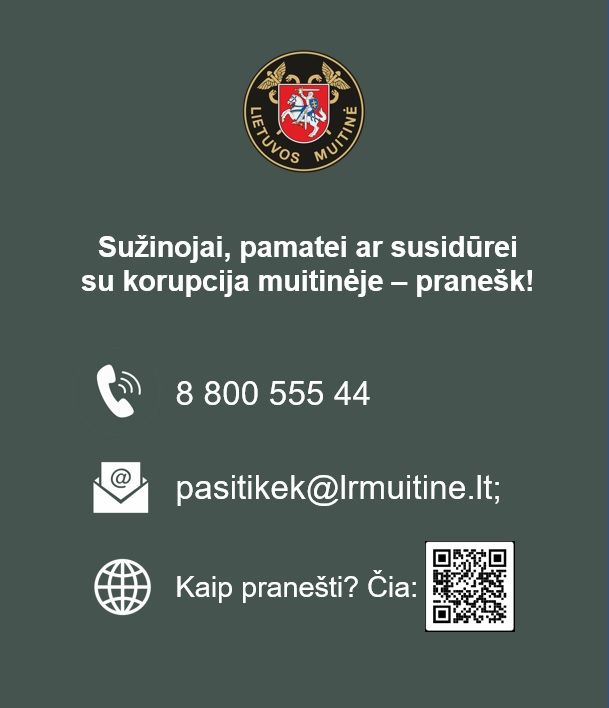 LIETUVOS MUITINĖ
Sužinojai, pamatei ar susidūrei
su korupcija muitinėje – pranešk!
8 800 555 44
@
pasitikek@lrmuitine.lt;
Kaip pranešti? Čia: